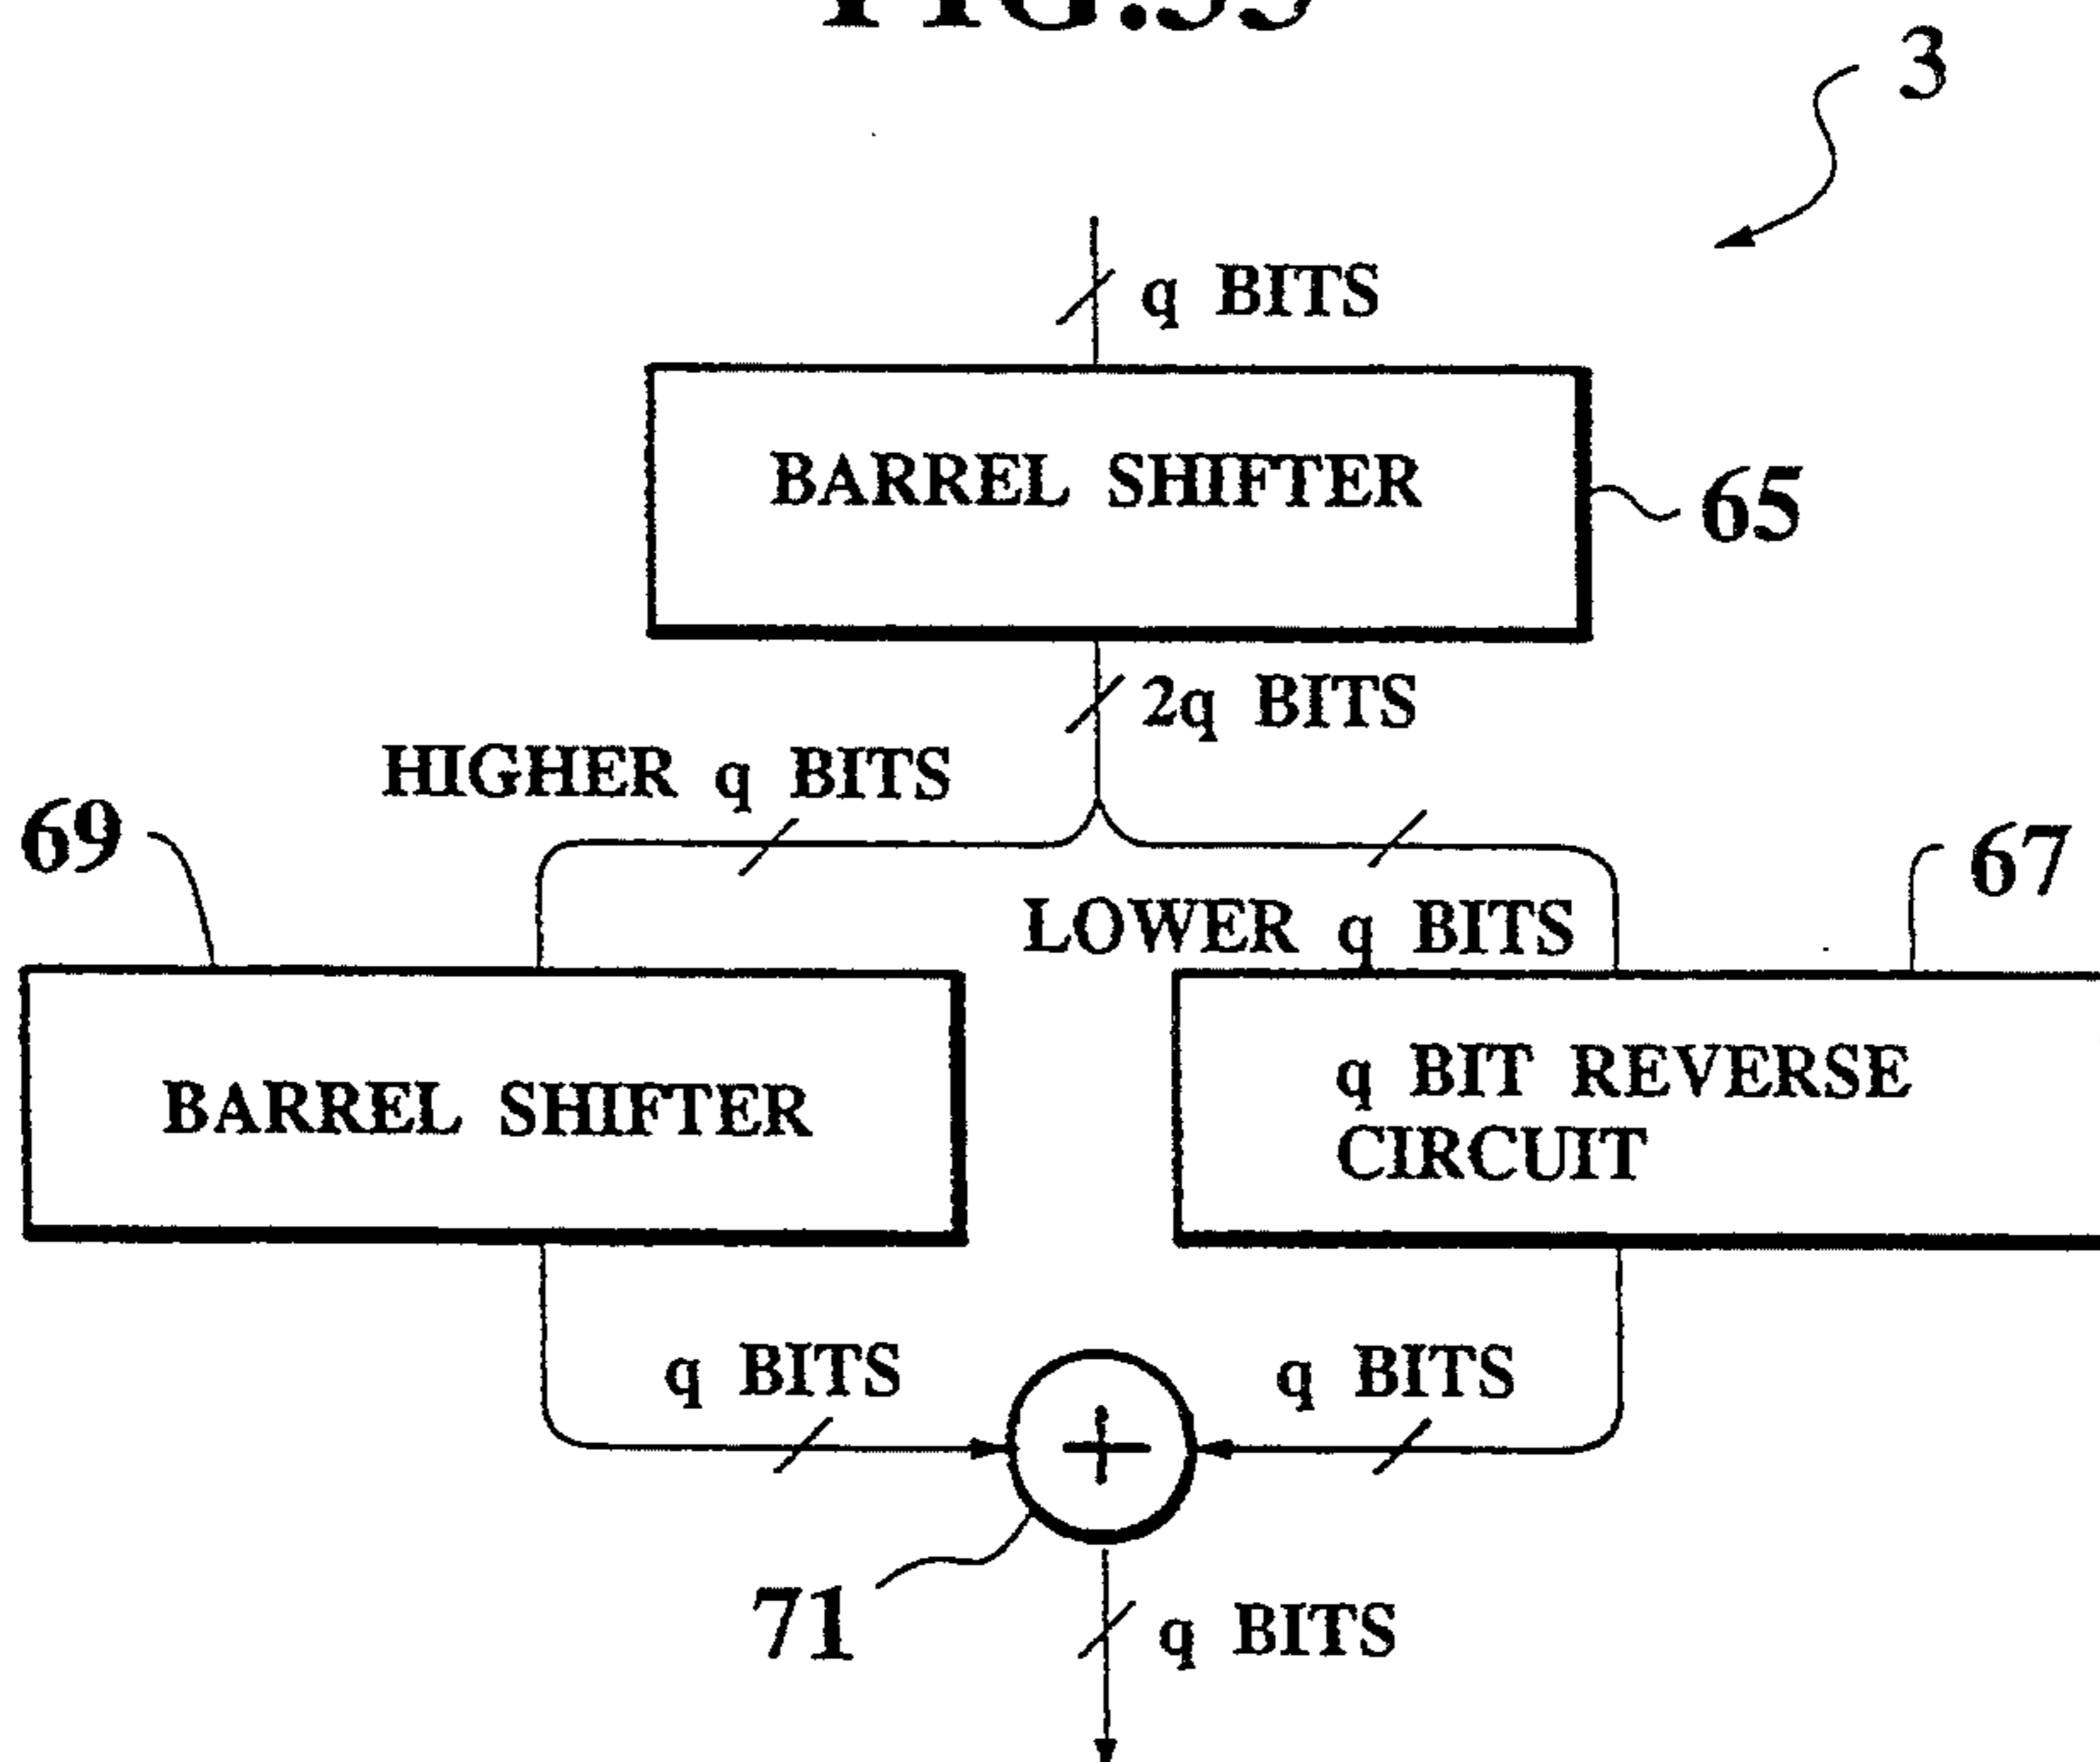 3
q BITS
BARREL SHIFTER
65
2q BITS
HIGHER q BITS
69
67
LOWER q BITS
BARREL SHIFTER
q BIT REVERSE
CIRCUIT
q BITS
q BITS
71
q BITS